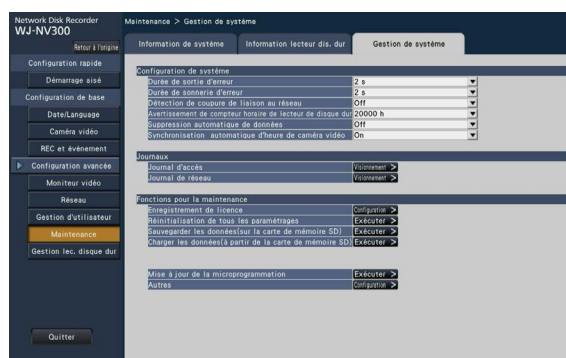 Network Disk Recorder
WJ-NV300
Retour à l'origine
Configuration rapide
Démarrage aisé
Configuration de base
Date/Language
Caméra vidéo
REC et événement
Configuration avancée
Moniteur vidéo
Réseau
Gestion d'utilisateur
Maintenance
Gestion lec. disque dur
Quitter
Maintenance > Gestion de système
Information de système
Information lecteur dis. dur
Gestion de système
Configuration de système
Durée de sortie d'erreur 2 s
Durée de sonnerie d'erreur 2 s
Détection de coupure de liaison au réseau Off
Avertissement de compteur horaire de lecteur de disque du 20000 h
Suppression automatique de données Off
Synchronisation automatique d'heure de caméra vidéo On
Journaux
Journal d'accès Visionnement >
Journal de réseau Visionnement >
Fonctions pour la maintenance
Enregistrement de licence Configuration >
Réinitialisation de tous les paramétrages Exécuter >
Sauvegarder les données(sur la carte de mémoire SD) Exécuter >
Charger les données(à partir de la carte de mémoire SD) Exécuter >
Mise à jour de la microprogrammation Exécuter >
Autres Configuration >